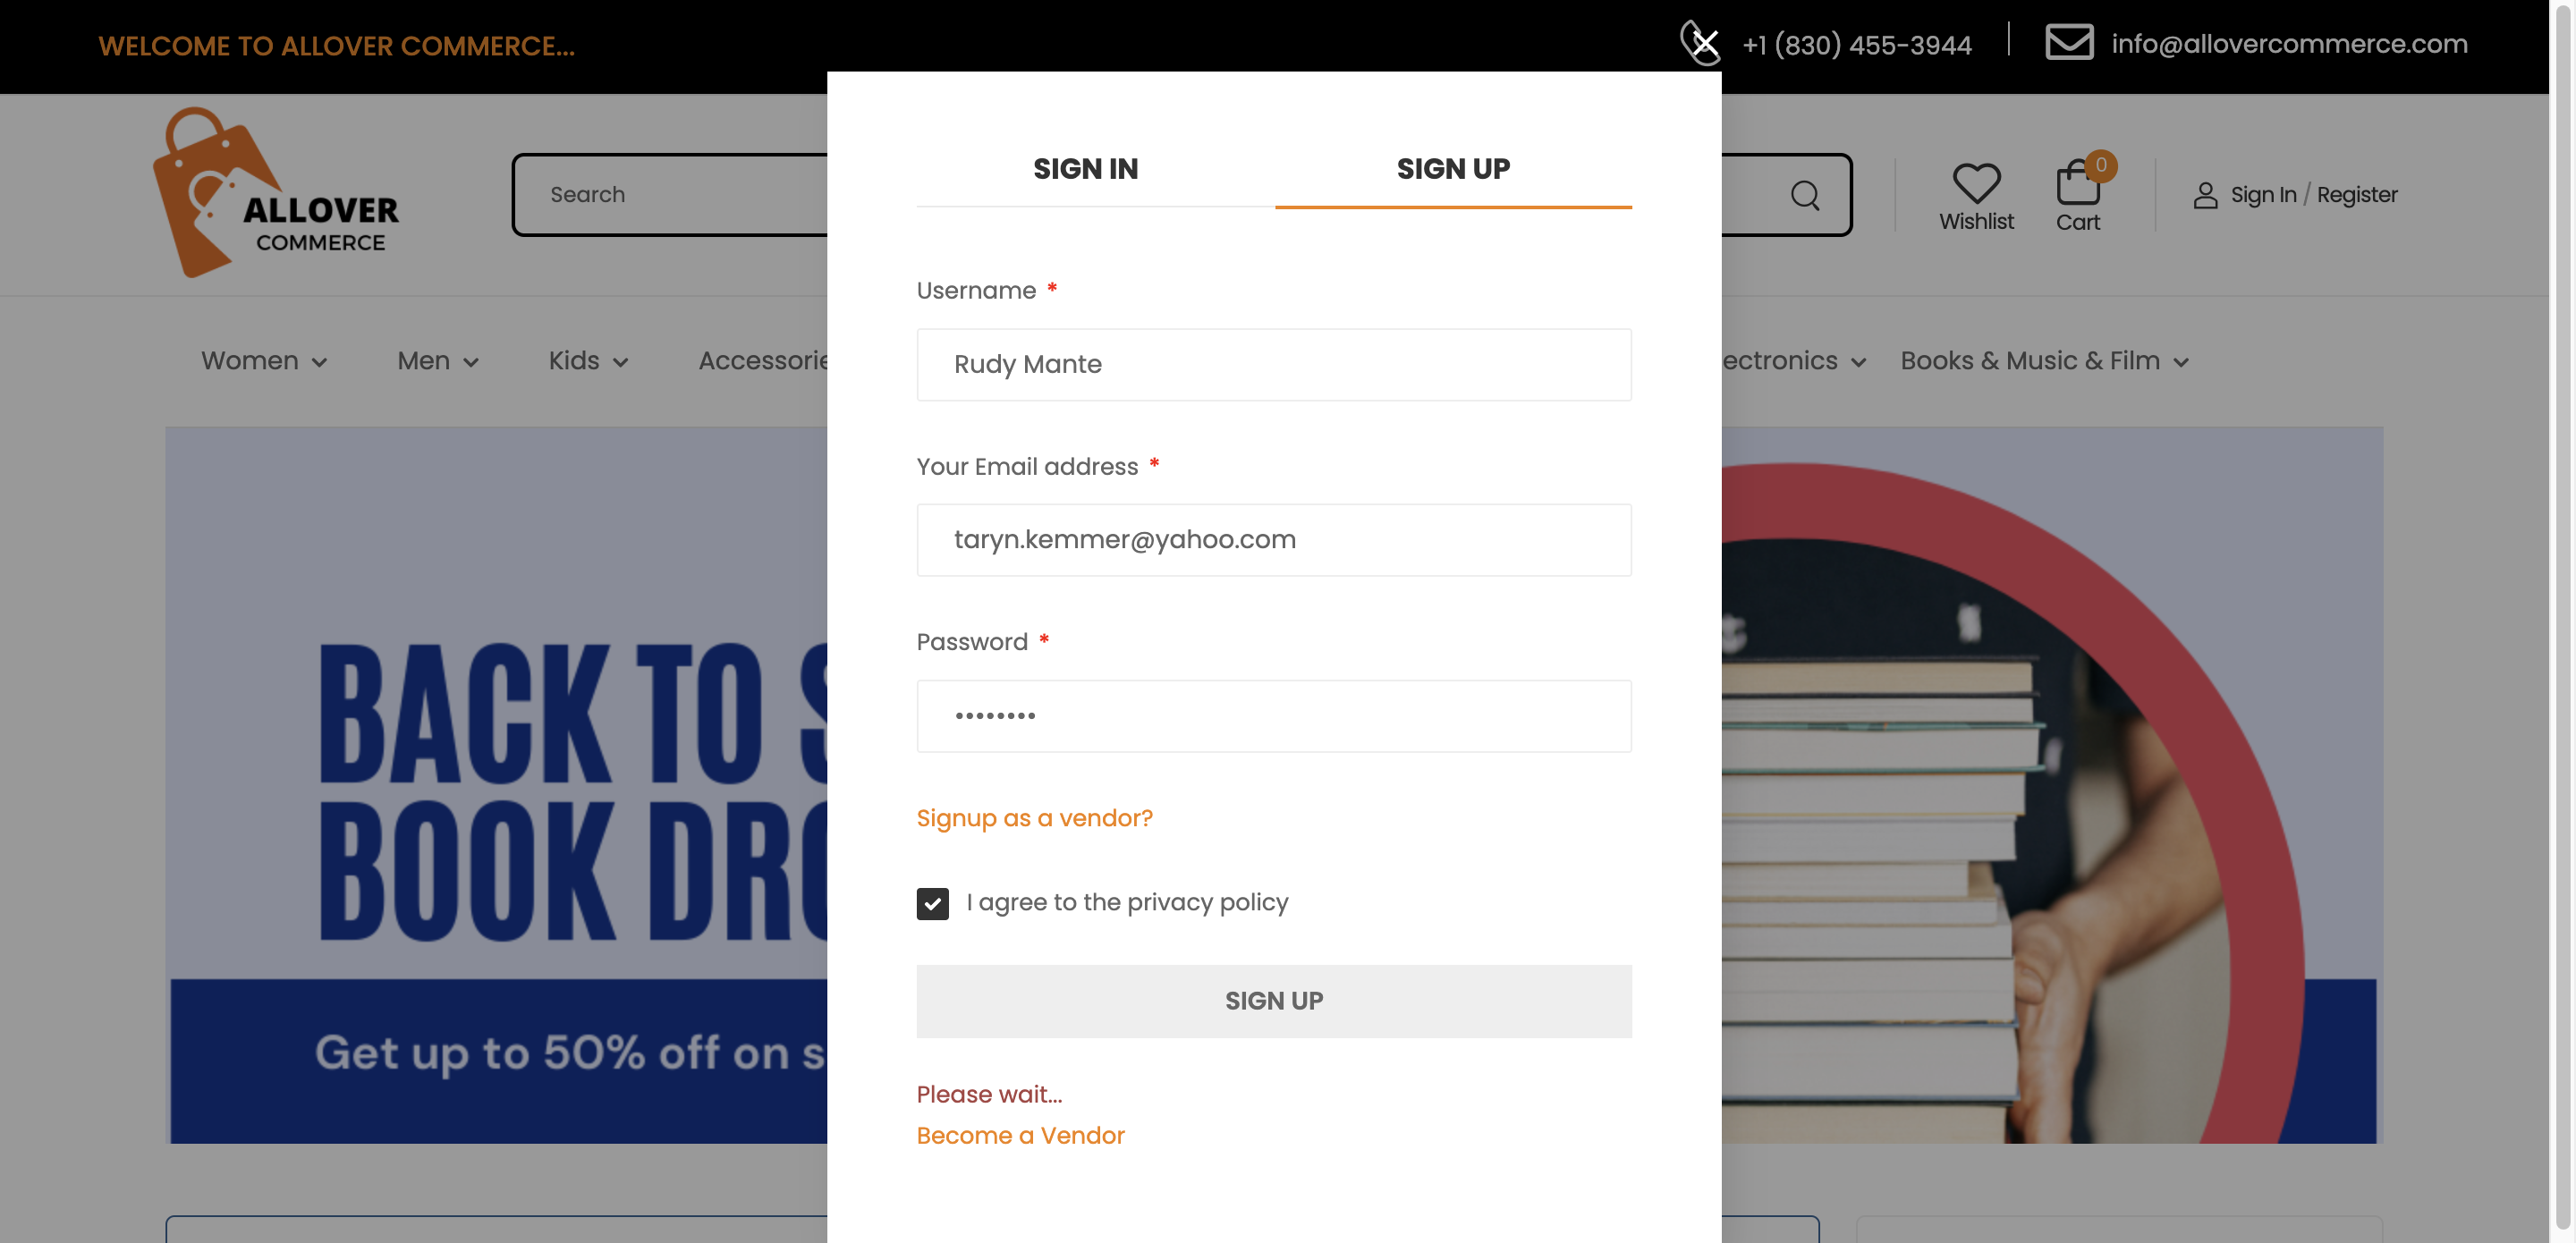 WELCOME TO ALLOVER COMMERCE...
+1 (830) 455-3944
info@allovercommerce.com
ALLOVER
COMMERCE
Search
Wishlist
0
Cart
Sign In / Register
Women
Men
Kids
Accessorie
ectronics
Books & Music & Film
BACK TO S
BOOK DRO
Get up to 50% off on s
SIGN IN
SIGN UP
Username *
Rudy Mante
Your Email address *
taryn.kemmer@yahoo.com
Password *
••••••••
Signup as a vendor?
I agree to the privacy policy
SIGN UP
Please wait...
Become a Vendor